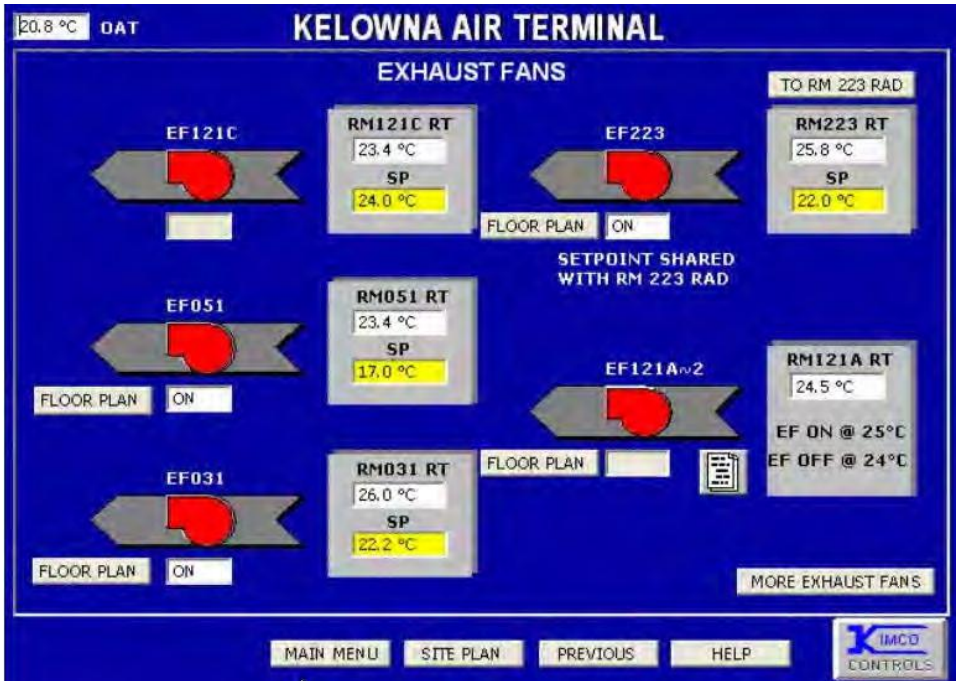 20.8 °C OAT
KELOWNA AIR TERMINAL
EXHAUST FANS
TO RM 223 RAD
EF121C
RM121C RT
23.4 °C
SP
24.0 °C
EF223
RM223 RT
25.8 °C
SP
22.0 °C
FLOOR PLAN
ON
SETPOINT SHARED
WITH RM 223 RAD
EF051
RM051 RT
23.4 °C
SP
17.0 °C
FLOOR PLAN
ON
EF121A~2
RM121A RT
24.5 °C
EF ON @ 25°C
EF OFF @ 24°C
FLOOR PLAN
EF031
RM031 RT
26.0 °C
SP
22.2 °C
FLOOR PLAN
ON
MORE EXHAUST FANS
MAIN MENU
SITE PLAN
PREVIOUS
HELP
KIMCO
CONTROLS